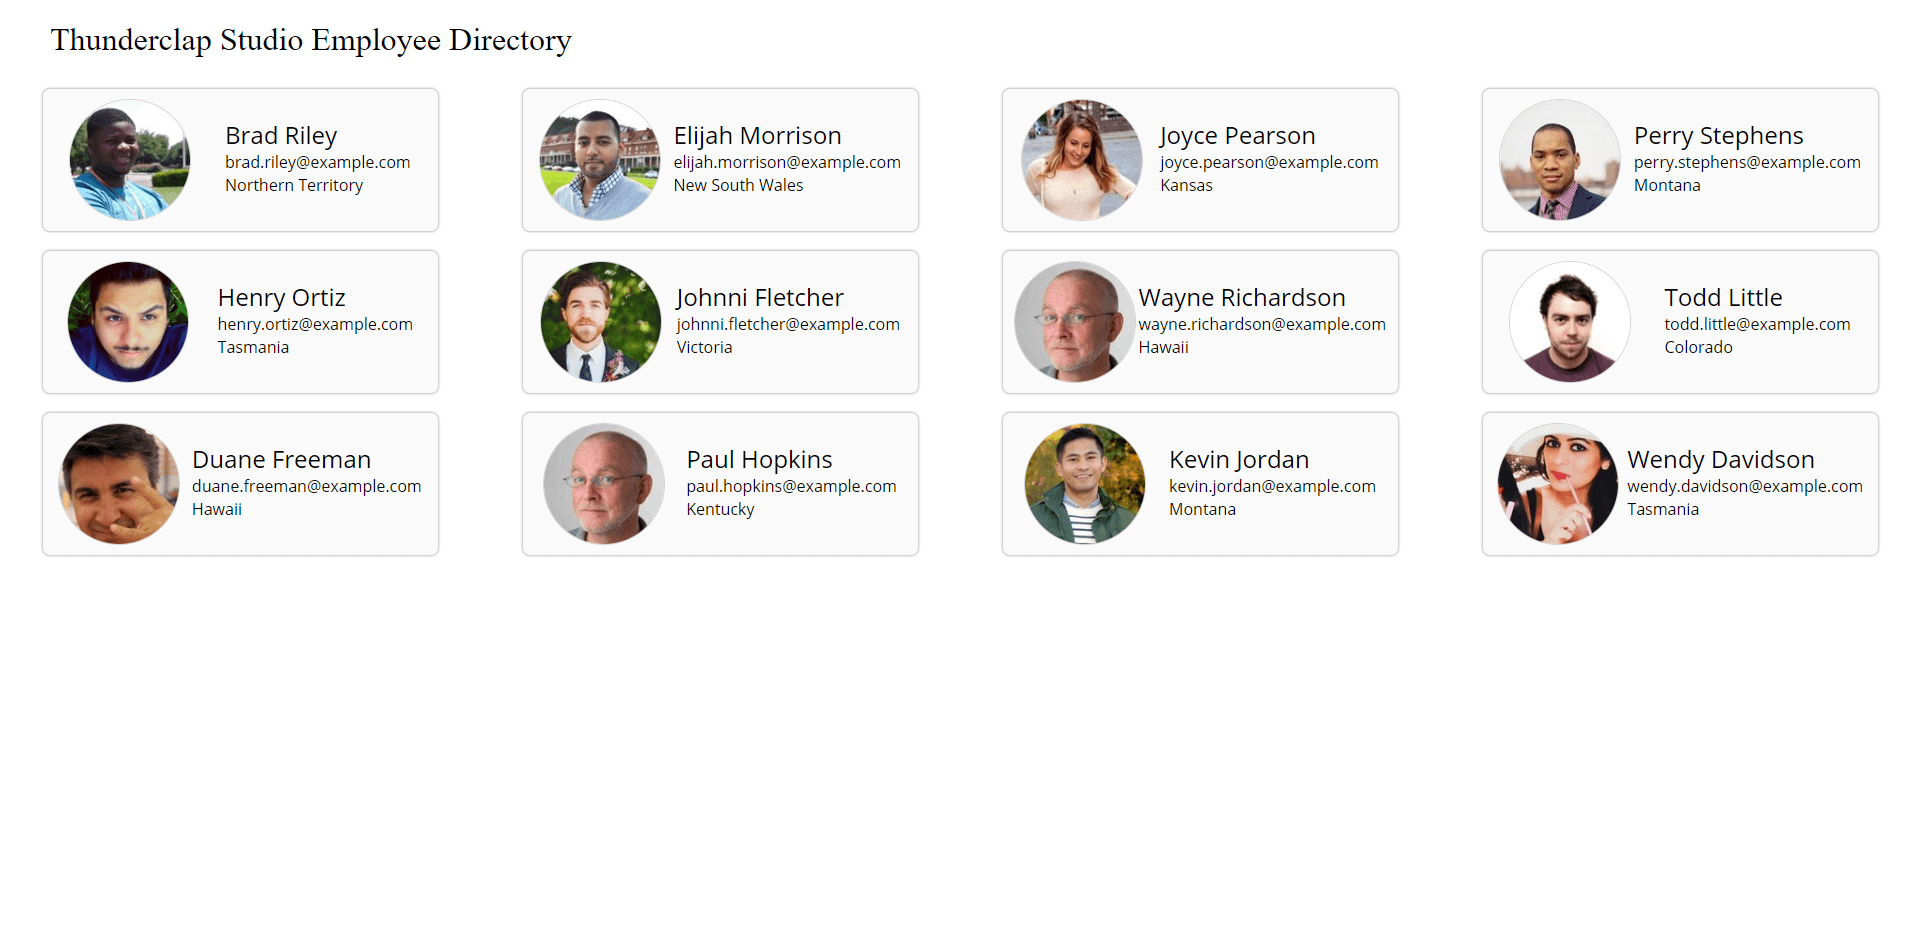 Thunderclap Studio Employee Directory
Brad Riley
brad.riley@example.com
Northern Territory
Elijah Morrison
elijah.morrison@example.com
New South Wales
Joyce Pearson
joyce.pearson@example.com
Kansas
Perry Stephens
perry.stephens@example.com
Montana
Henry Ortiz
henry.ortiz@example.com
Tasmania
Johnni Fletcher
johnni.fletcher@example.com
Victoria
Wayne Richardson
wayne.richardson@example.com
Hawaii
Todd Little
todd.little@example.com
Colorado
Duane Freeman
duane.freeman@example.com
Hawaii
Paul Hopkins
paul.hopkins@example.com
Kentucky
Kevin Jordan
kevin.jordan@example.com
Montana
Wendy Davidson
wendy.davidson@example.com
Tasmania